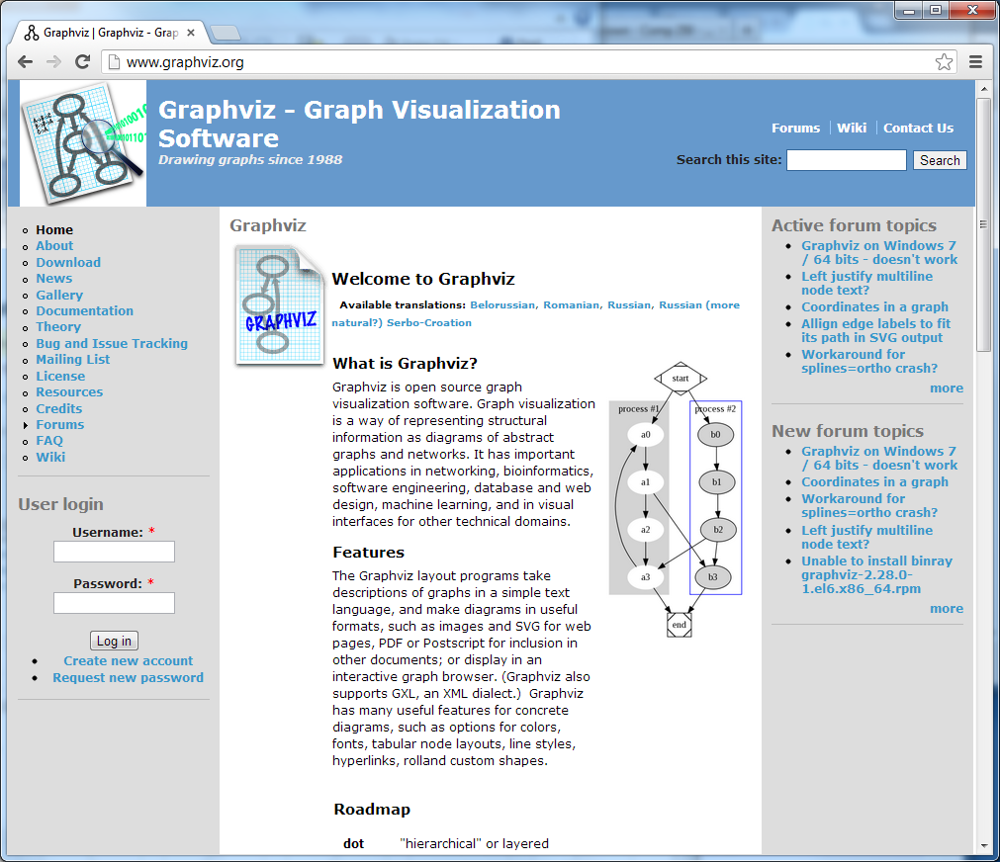 Graphviz | Graphviz - Grap
www.graphviz.org
Graphviz - Graph Visualization
Software
Drawing graphs since 1988
Forums Wiki Contact Us
Search this site: Search
Home
About
Download
News
Gallery
Documentation
Theory
Bug and Issue Tracking
Mailing List
License
Resources
Credits
Forums
FAQ
Wiki
User login
Username: *
Password: *
Log in
Create new account
Request new password
Graphviz
GRAPHVIZ
Welcome to Graphviz
Available translations: Belorussian, Romanian, Russian, Russian (more
natural?) Serbo-Croation
What is Graphviz?
Graphviz is open source graph
visualization software. Graph visualization
is a way of representing structural
information as diagrams of abstract
graphs and networks. It has important
applications in networking, bioinformatics,
software engineering, database and web
design, machine learning, and in visual
interfaces for other technical domains.
Features
The Graphviz layout programs take
descriptions of graphs in a simple text
language, and make diagrams in useful
formats, such as images and SVG for web
pages, PDF or Postscript for inclusion in
other documents; or display in an
interactive graph browser. (Graphviz also
supports GXL, an XML dialect.)  Graphviz
has many useful features for concrete
diagrams, such as options for colors,
fonts, tabular node layouts, line styles,
hyperlinks, rolland custom shapes.
start
process #1 process #2
a0 b0
a1 b1
a2 b2
a3 b3
end
Roadmap
dot "hierarchical" or layered
Active forum topics
Graphviz on Windows 7
/ 64 bits - doesn't work
Left justify multiline
node text?
Coordinates in a graph
Allign edge labels to fit
its path in SVG output
Workaround for
splines=ortho crash?
more
New forum topics
Graphviz on Windows 7
/ 64 bits - doesn't work
Coordinates in a graph
Workaround for
splines=ortho crash?
Left justify multiline
node text?
Unable to install binray
graphviz-2.28.0-
1.el6.x86_64.rpm
more